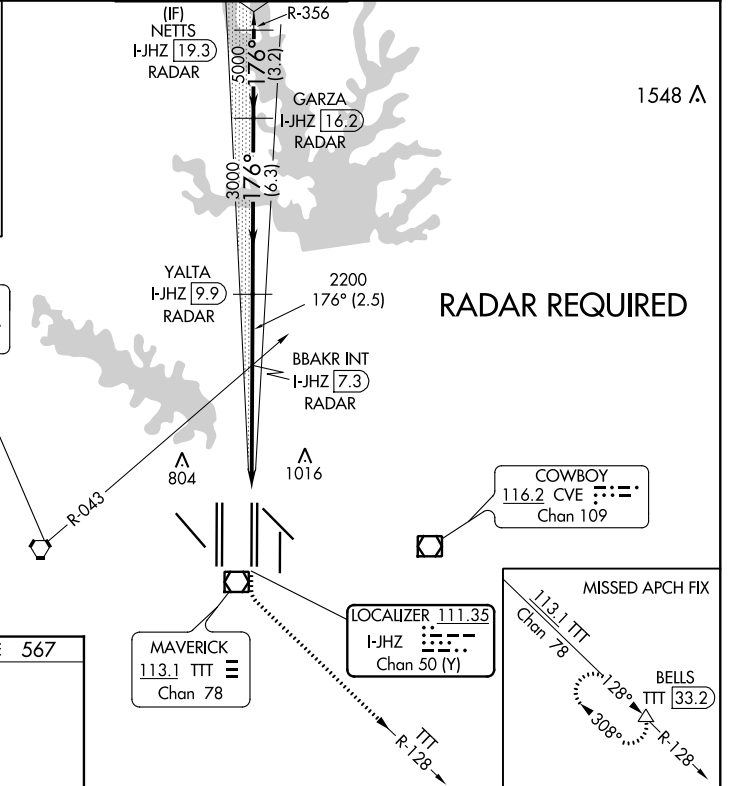 (IF)
NETTS
I-JHZ 19.3
RADAR
R-356
5000
176°
(3.2)
GARZA
I-JHZ 16.2
RADAR
1548
3000
176°
(6.3)
YALTA
I-JHZ 9.9
RADAR
2200
176° (2.5)
RADAR REQUIRED
BBAKR INT
I-JHZ 7.3
RADAR
804
1016
R-043
COWBOY
116.2 CVE
Chan 109
MAVERICK
113.1 TTT
Chan 78
LOCALIZER 111.35
I-JHZ
Chan 50 (Y)
TTT
R-128
MISSED APCH FIX
113.1 TTT
Chan 78
BELLS
TTT 33.2
128°
308°
R-128
567